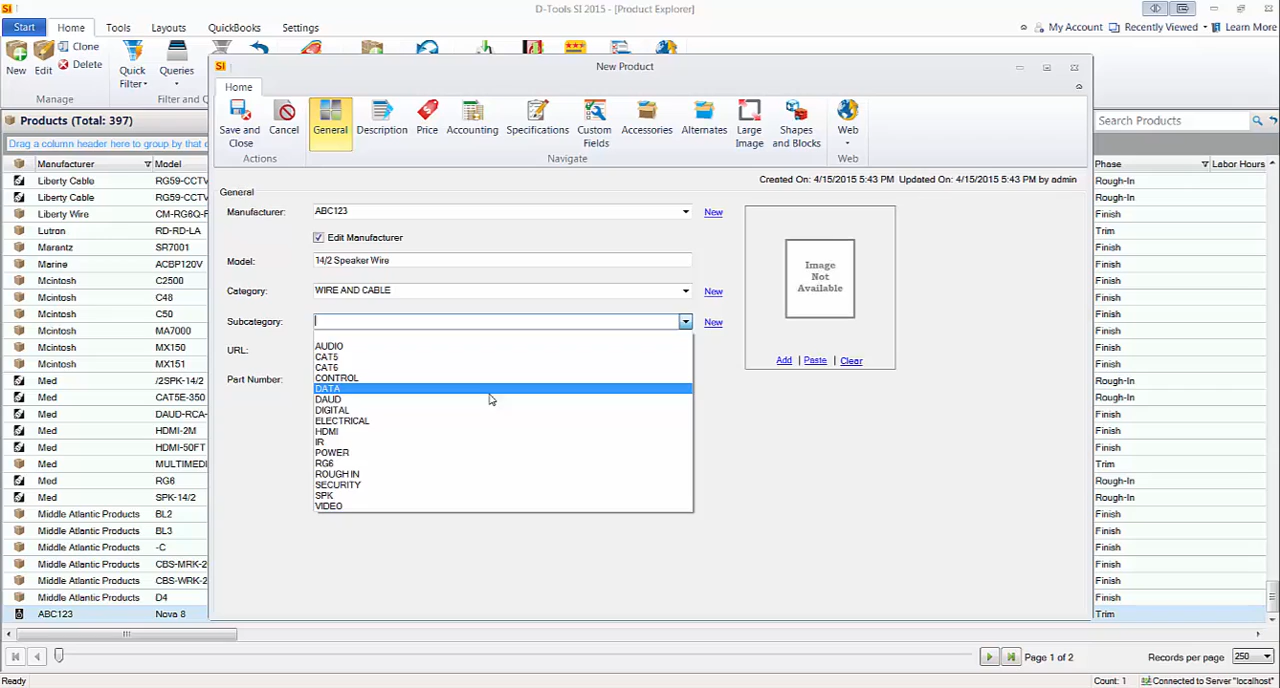 SI D-Tools SI 2015 - [Product Explorer]
Start Home Tools Layouts QuickBooks Settings My Account Recently Viewed Learn More
New Edit Clone Delete Quick Filter Queries
Manage Filter and Q
SI New Product
Home
Save and Close Cancel General Description Price Accounting Specifications Custom Fields Accessories Alternates Large Image Shapes and Blocks Web
Actions Navigate Web
Products (Total: 397) Search Products
Drag a column header here to group by that c
Manufacturer Model Phase Labor Hours
Liberty Cable RG59-CCTV Rough-In
Liberty Cable RG59-CCTV Rough-In
Liberty Wire CM-RG6Q-F Finish
Lutron RD-RD-LA Trim
Marantz SR7001 Finish
Marine ACBP120V Finish
Mcintosh C2500 Finish
Mcintosh C48 Finish
Mcintosh C50 Finish
Mcintosh MA7000 Finish
Mcintosh MX150 Finish
Mcintosh MX151 Finish
Med /2SPK-14/2 Rough-In
Med CAT5E-350 Rough-In
Med DAUD-RCA- Finish
Med HDMI-2M Finish
Med HDMI-50FT Finish
Med MULTIMEDI Trim
Med RG6 Rough-In
Med SPK-14/2 Rough-In
Middle Atlantic Products BL2 Finish
Middle Atlantic Products BL3 Finish
Middle Atlantic Products -C Finish
Middle Atlantic Products CBS-MRK-2 Finish
Middle Atlantic Products CBS-WRK-2 Finish
Middle Atlantic Products D4 Finish
ABC123 Nova 8 Trim
Created On: 4/15/2015 5:43 PM Updated On: 4/15/2015 5:43 PM by admin
General
Manufacturer: ABC123 New
Edit Manufacturer
Model: 14/2 Speaker Wire
Category: WIRE AND CABLE New
Subcategory: New
URL:
Part Number:
AUDIO
CAT5
CAT6
CONTROL
DATA
DAUD
DIGITAL
ELECTRICAL
HDMI
IR
POWER
RG6
ROUGH IN
SECURITY
SPK
VIDEO
Image
Not
Available
Add | Paste | Clear
Page 1 of 2 Records per page 250
Ready Count: 1 Connected to Server "localhost"